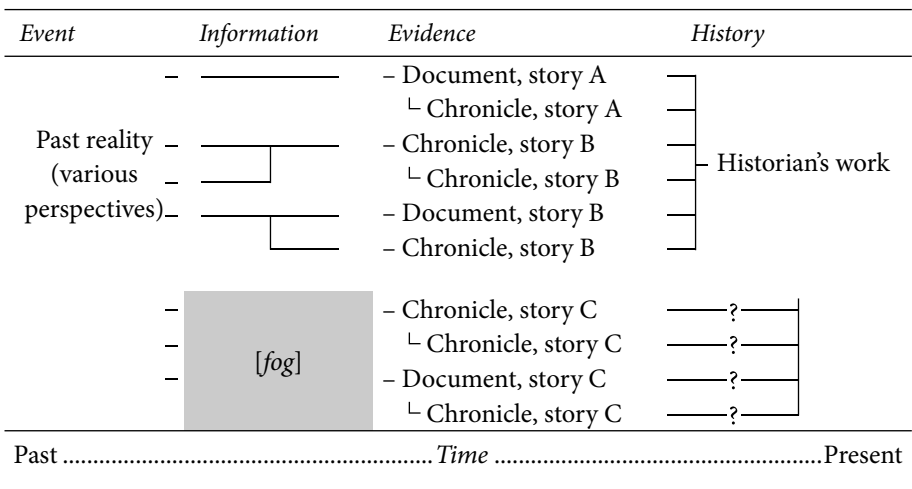 Event Information Evidence History
– Document, story A
└ Chronicle, story A
Past reality – Chronicle, story B
(various └ Chronicle, story B Historian's work
perspectives) – Document, story B
– Chronicle, story B
– Chronicle, story C ?
└ Chronicle, story C ?
[fog]
– Document, story C ?
└ Chronicle, story C ?
Past ........................................................ Time .................................................... Present